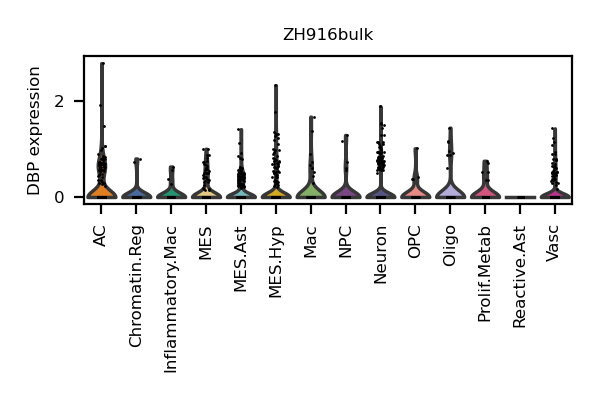 ZH916bulk
DBP expression
2
0
AC
Chromatin.Reg
Inflammatory.Mac
MES
MES.Ast
MES.Hyp
Mac
NPC
Neuron
OPC
Oligo
Prolif.Metab
Reactive.Ast
Vasc